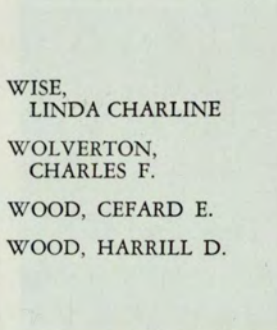 WISE,
LINDA CHARLINE
WOLVERTON,
CHARLES F.
WOOD, CEFARD E.
WOOD, HARRILL D.